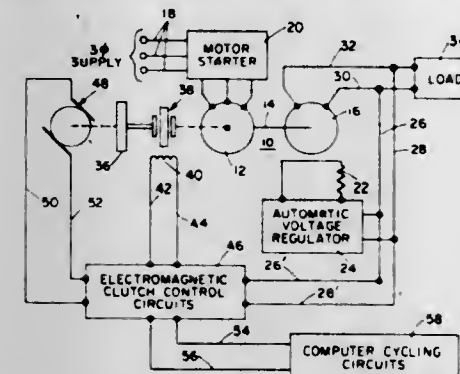 18
20
34
3φ
SUPPLY
MOTOR
STARTER
32
LOAD
48
38
30
14
16
10
26
28
36
12
40
22
42
44
50
52
AUTOMATIC
VOLTAGE
REGULATOR
46
24
ELECTROMAGNETIC
CLUTCH CONTROL
CIRCUITS
26
28
54
58
56
COMPUTER CYCLING
CIRCUITS